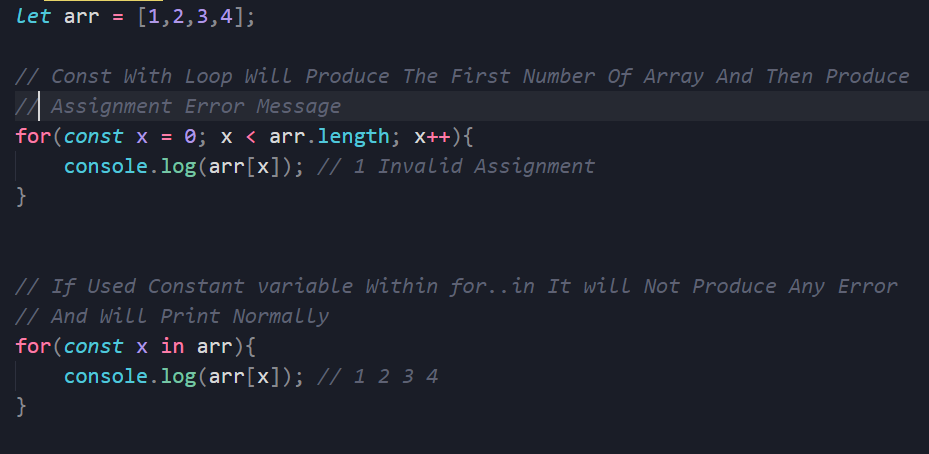 let arr = [1,2,3,4];
// Const With Loop Will Produce The First Number Of Array And Then Produce
// Assignment Error Message
for(const x = 0; x < arr.length; x++){
    console.log(arr[x]); // 1 Invalid Assignment
}
// If Used Constant variable Within for..in It will Not Produce Any Error
// And Will Print Normally
for(const x in arr){
    console.log(arr[x]); // 1 2 3 4
}